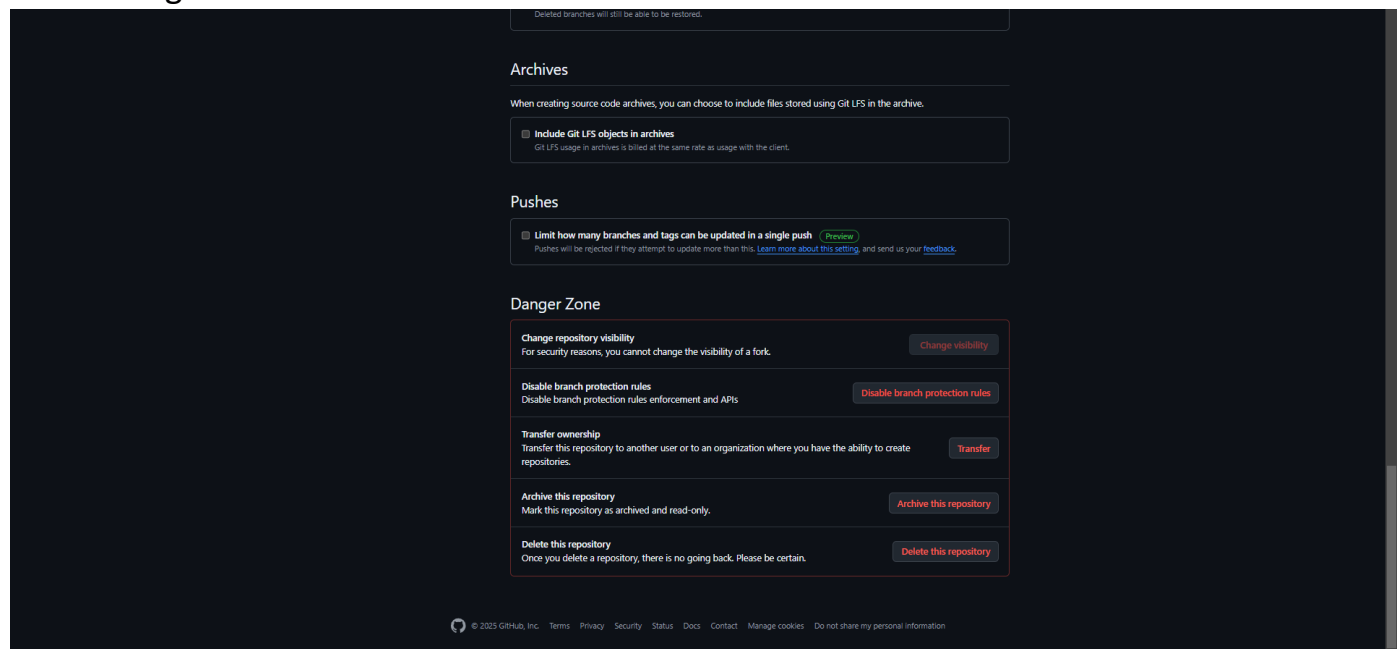 Deleted branches will still be able to be restored.
Archives
When creating source code archives, you can choose to include files stored using Git LFS in the archive.
Include Git LFS objects in archives
Git LFS usage in archives is billed at the same rate as usage with the client.
Pushes
Limit how many branches and tags can be updated in a single push Preview
Pushes will be rejected if they attempt to update more than this. Learn more about this setting, and send us your feedback.
Danger Zone
Change repository visibility
For security reasons, you cannot change the visibility of a fork.
Change visibility
Disable branch protection rules
Disable branch protection rules enforcement and APIs
Disable branch protection rules
Transfer ownership
Transfer this repository to another user or to an organization where you have the ability to create
repositories.
Transfer
Archive this repository
Mark this repository as archived and read-only.
Archive this repository
Delete this repository
Once you delete a repository, there is no going back. Please be certain.
Delete this repository
© 2025 GitHub, Inc. Terms Privacy Security Status Docs Contact Manage cookies Do not share my personal information